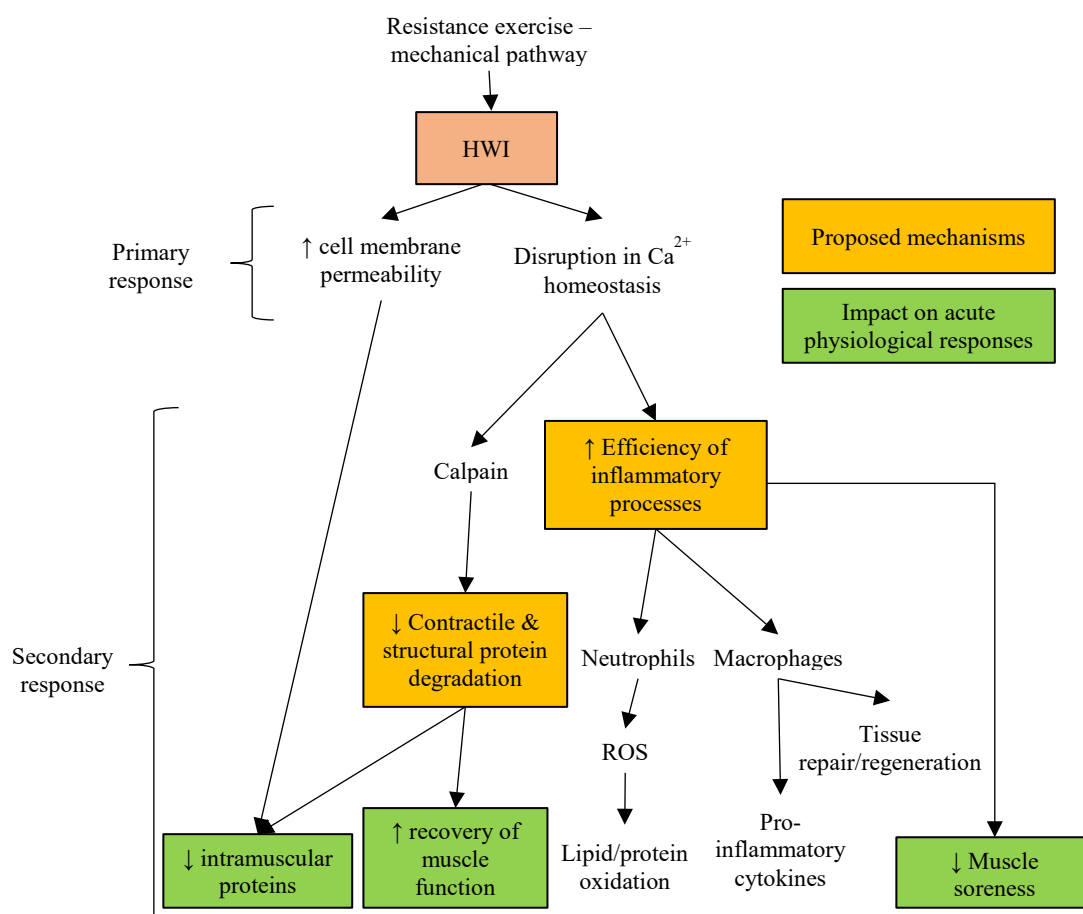 Resistance exercise –
mechanical pathway
HWI
Primary
response
↑ cell membrane
permeability
Disruption in Ca²⁺
homeostasis
Proposed mechanisms
Impact on acute
physiological responses
Secondary
response
Calpain
↑ Efficiency of
inflammatory
processes
↓ Contractile &
structural protein
degradation
Neutrophils
Macrophages
ROS
Tissue
repair/regeneration
↓ intramuscular
proteins
↑ recovery of
muscle
function
Lipid/protein
oxidation
Pro-
inflammatory
cytokines
↓ Muscle
soreness